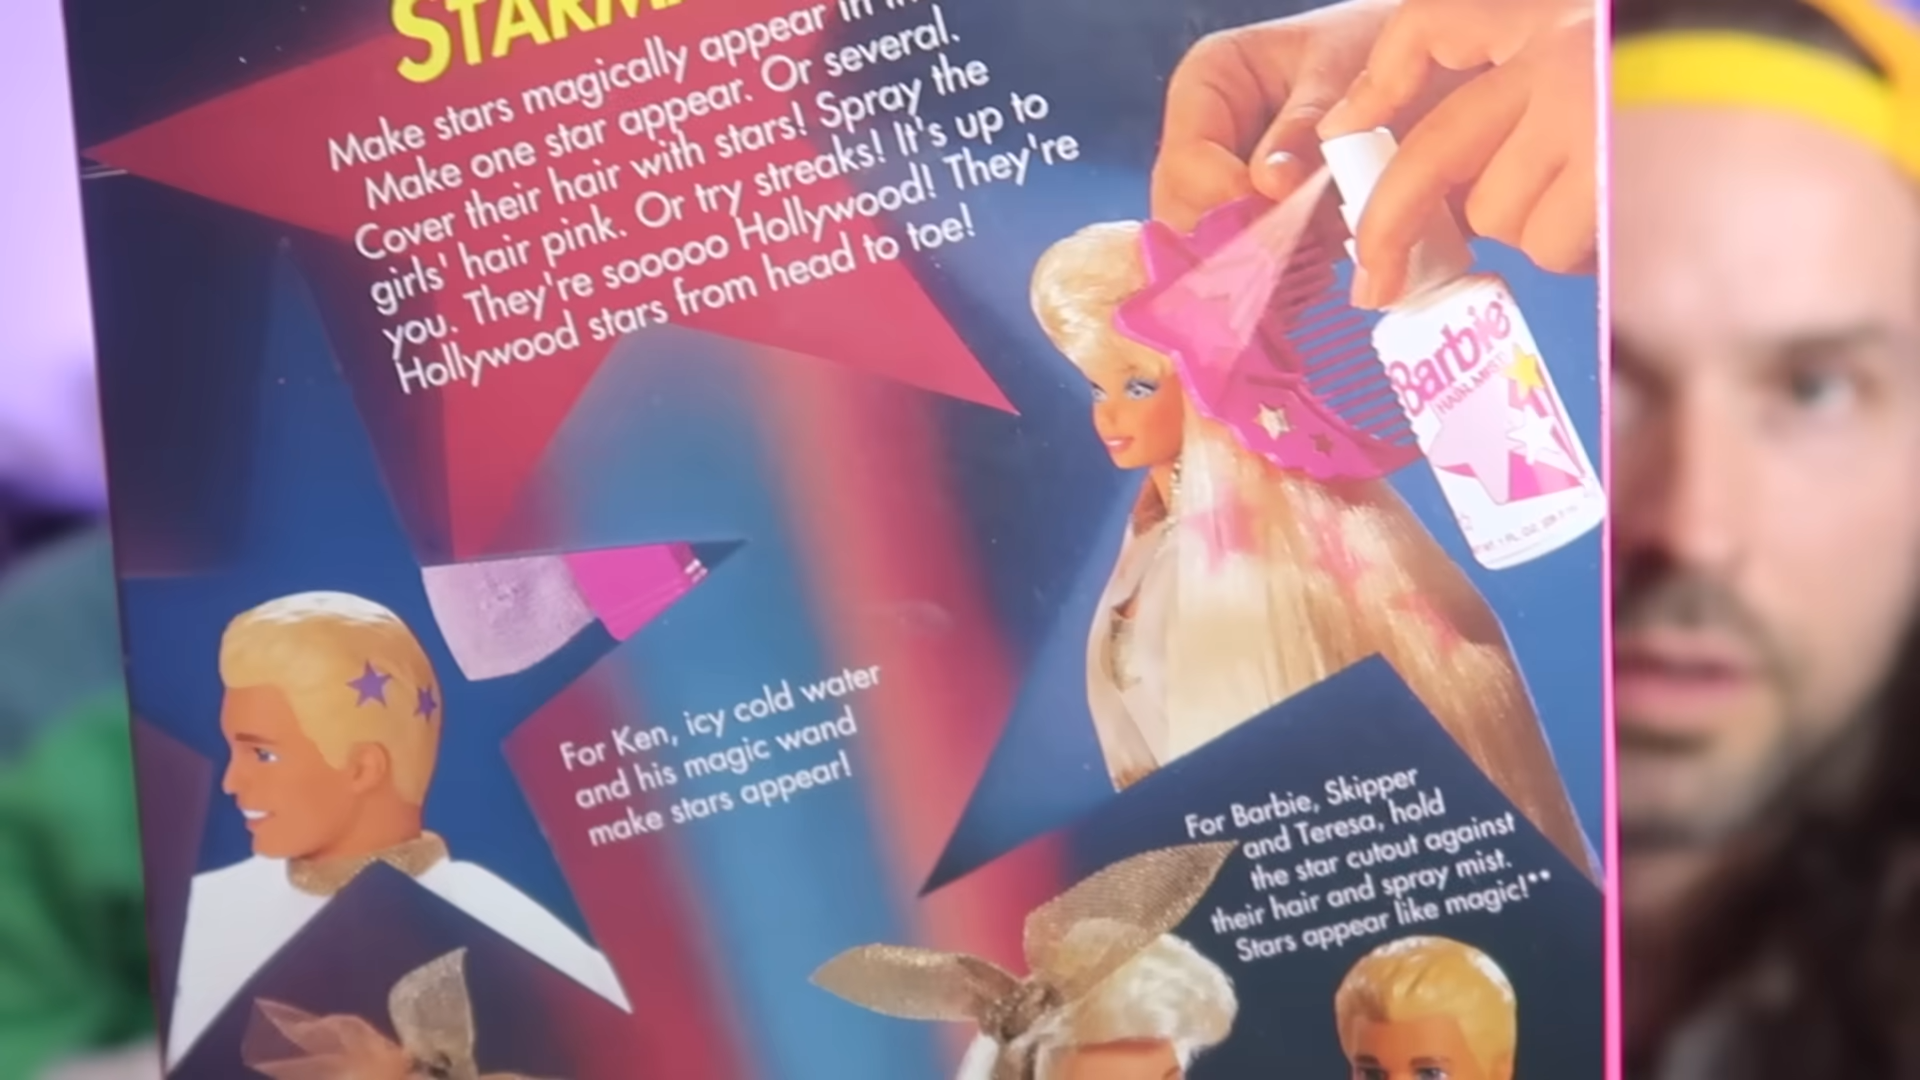 Make stars magically appear in
Make one star appear. Or several.
Cover their hair with stars! Spray the
girls' hair pink. Or try streaks! It's up to
you. They're sooooo Hollywood! They're
Hollywood stars from head to toe!
Barbie
HAIR MIST
For Ken, icy cold water
and his magic wand
make stars appear!
For Barbie, Skipper
and Teresa, hold
the star cutout against
their hair and spray mist.
Stars appear like magic!**